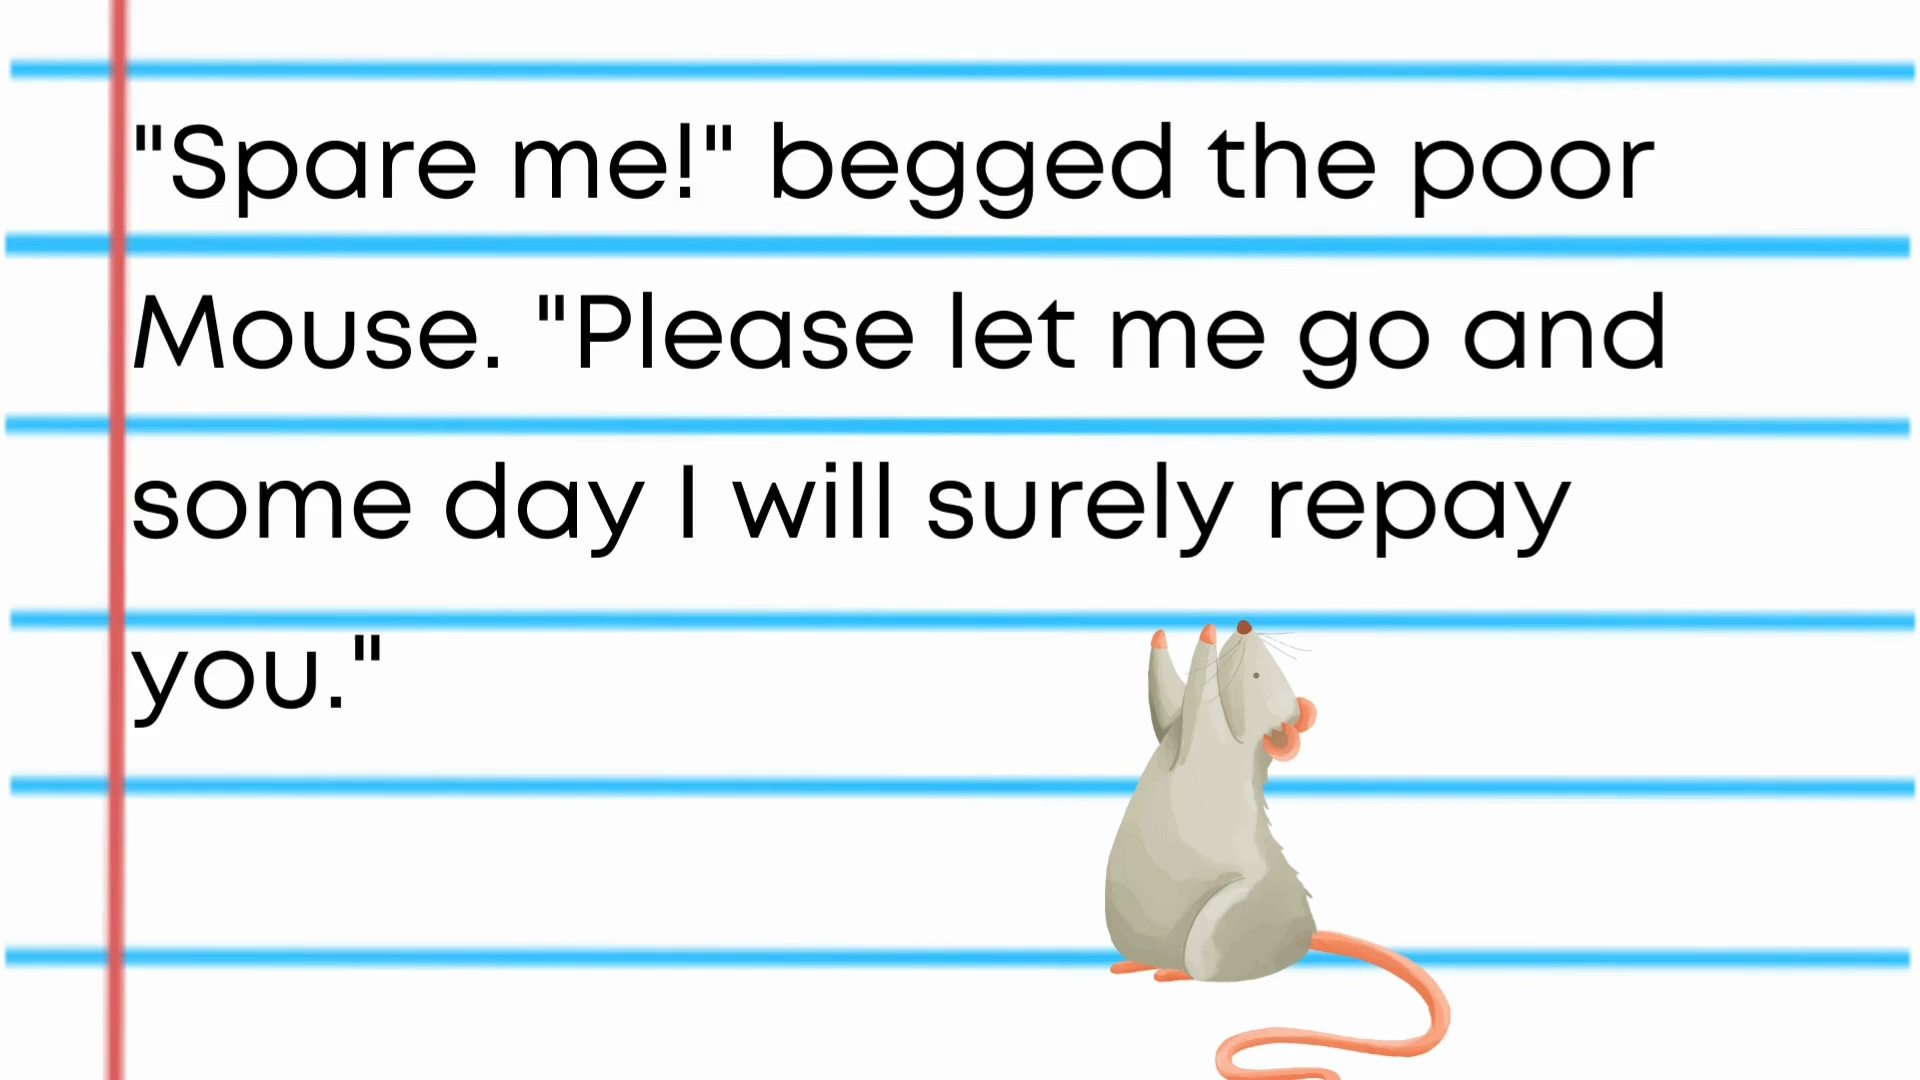 "Spare me!" begged the poor
Mouse. "Please let me go and
some day I will surely repay
you."